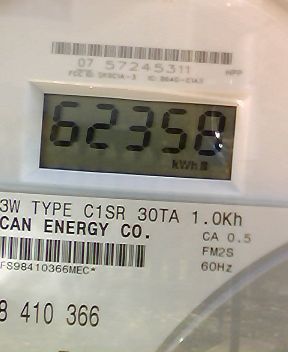 07 57245311
HPP
62358
kWh
3W TYPE C1SR 30TA 1.0Kh
CAN ENERGY CO.
CA 0.5
FM2S
60Hz
FS98410366MEC*
8 410 366